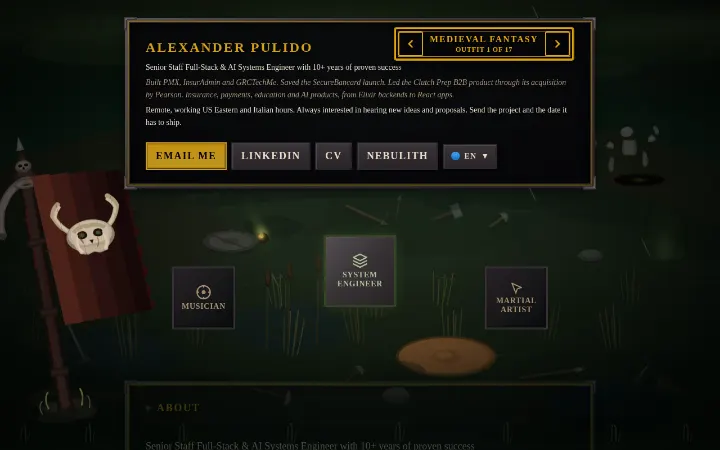 ALEXANDER PULIDO
MEDIEVAL FANTASY
OUTFIT 1 OF 17
Senior Staff Full-Stack & AI Systems Engineer with 10+ years of proven success
Built PMX, InsurAdmin and GRCTechMe. Saved the SecureBancard launch. Led the Clutch Prep B2B product through its acquisition
by Pearson. Insurance, payments, education and AI products, from Elixir backends to React apps.
Remote, working US Eastern and Italian hours. Always interested in hearing new ideas and proposals. Send the project and the date it
has to ship.
EMAIL ME
LINKEDIN
CV
NEBULITH
EN
SYSTEM
ENGINEER
MUSICIAN
MARTIAL
ARTIST
ABOUT
Senior Staff Full-Stack & AI Systems Engineer with 10+ years of proven success